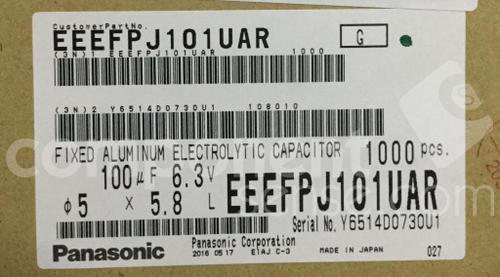 CustomerPartNo.
EEEFPJ101UAR G
(3N)1 EEEFPJ101UAR 1000
(3N)2 Y6514D0730U1 108010
FIXED ALUMINUM ELECTROLYTIC CAPACITOR 1000 pcs.
100μF 6.3V EEEFPJ101UAR
φ5 X 5.8 L
Serial No. Y6514D0730U1
Panasonic Panasonic Corporation
2016 05 17 EIAJ C-3 MADE IN JAPAN 027